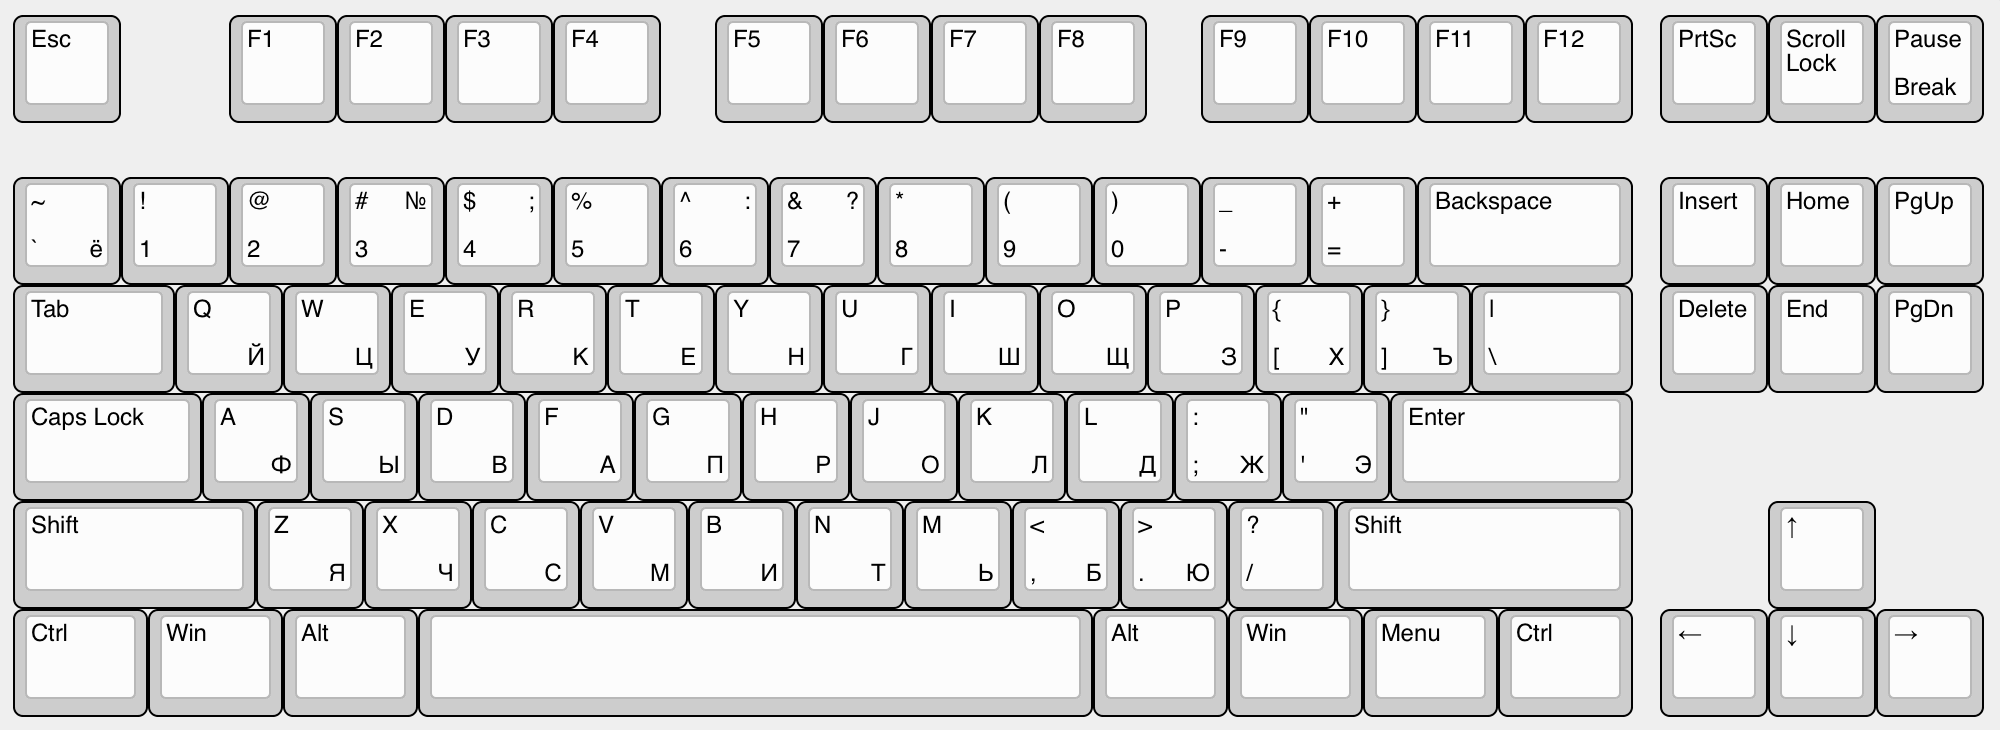 Esc F1 F2 F3 F4 F5 F6 F7 F8 F9 F10 F11 F12 PrtSc Scroll Pause
Lock
Break
~ ! @ # № $ ; % ^ : & ? * ( ) _ + Backspace Insert Home PgUp
` ё 1 2 3 4 5 6 7 8 9 0 - =
Tab Q W E R T Y U I O P { } | Delete End PgDn
Й Ц У К Е Н Г Ш Щ З [ Х ] Ъ \
Caps Lock A S D F G H J K L : " Enter
Ф Ы В А П Р О Л Д ; Ж ' Э
Shift Z X C V B N M < > ? Shift ↑
Я Ч С М И Т Ь , Б . Ю /
Ctrl Win Alt Alt Win Menu Ctrl ← ↓ →